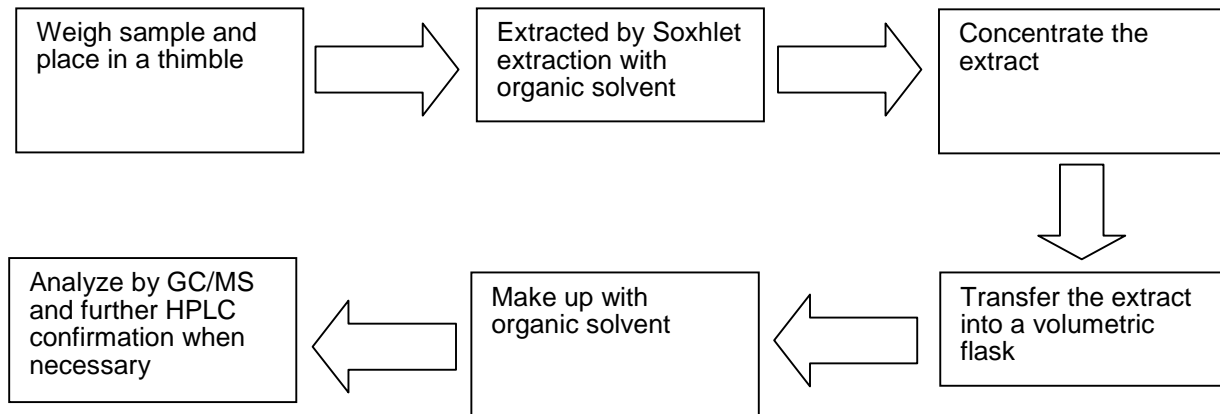 Weigh sample and
place in a thimble
Extracted by Soxhlet
extraction with
organic solvent
Concentrate the
extract
Transfer the extract
into a volumetric
flask
Make up with
organic solvent
Analyze by GC/MS
and further HPLC
confirmation when
necessary